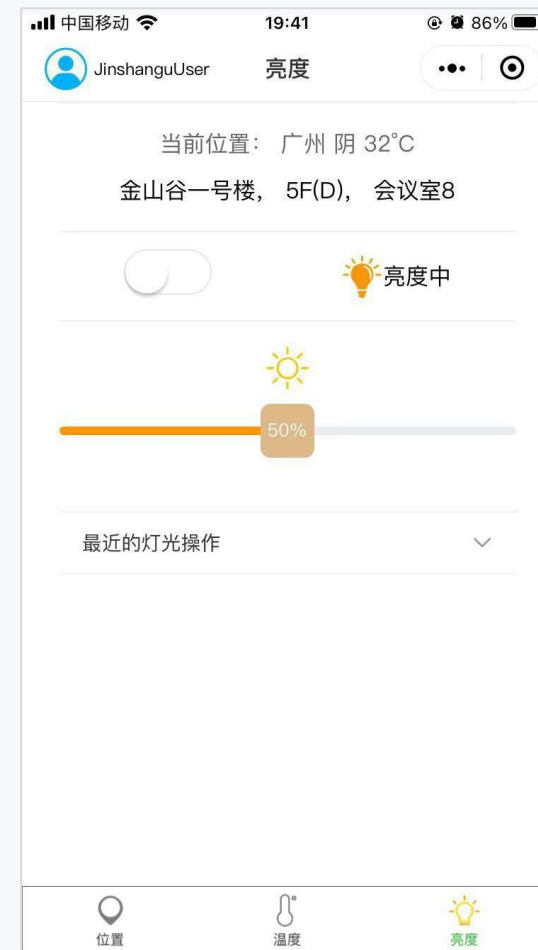 中国移动 19:41 86%
JinshanguUser 亮度
当前位置： 广州 阴 32°C
金山谷一号楼， 5F(D)， 会议室8
亮度中
50%
最近的灯光操作
位置 温度 亮度